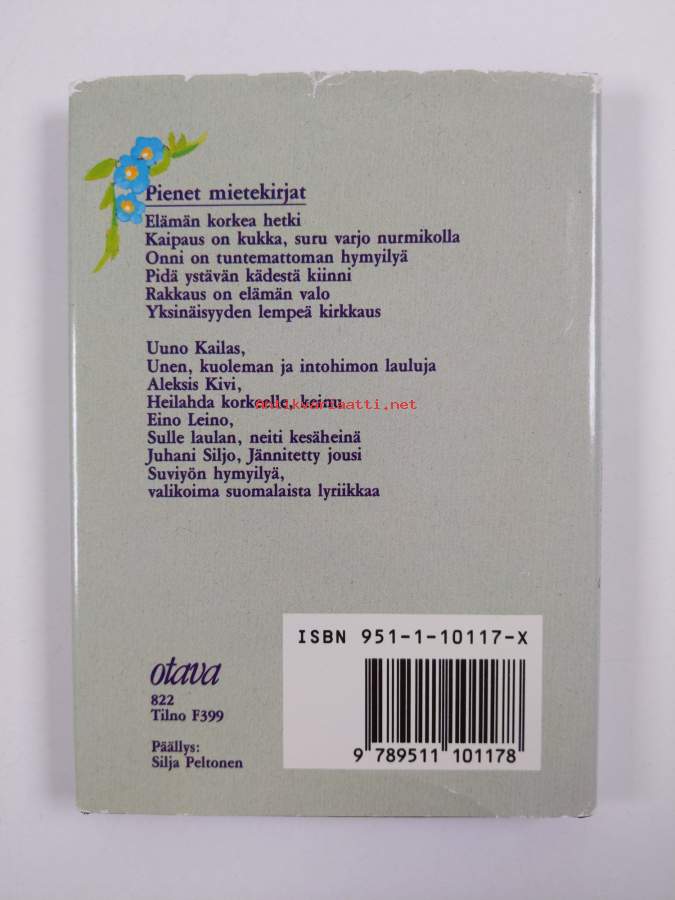 Pienet mietekirjat
Elämän korkea hetki
Kaipaus on kukka, suru varjo nurmikolla
Onni on tuntemattoman hymyilyä
Pidä ystävän kädestä kiinni
Rakkaus on elämän valo
Yksinäisyyden lempeä kirkkaus
Uuno Kailas,
Unen, kuoleman ja intohimon lauluja
Aleksis Kivi,
Heilahda korkealle, keinu
antikvariaatti.net
Eino Leino,
Sulle laulan, neiti kesäheinä
Juhani Siljo, Jännitetty jousi
Suviyön hymyilyä,
valikoima suomalaista lyriikkaa
ISBN 951-1-10117-X
otava
822
Tilno F399
Päällys:
Silja Peltonen
9 789511 101178